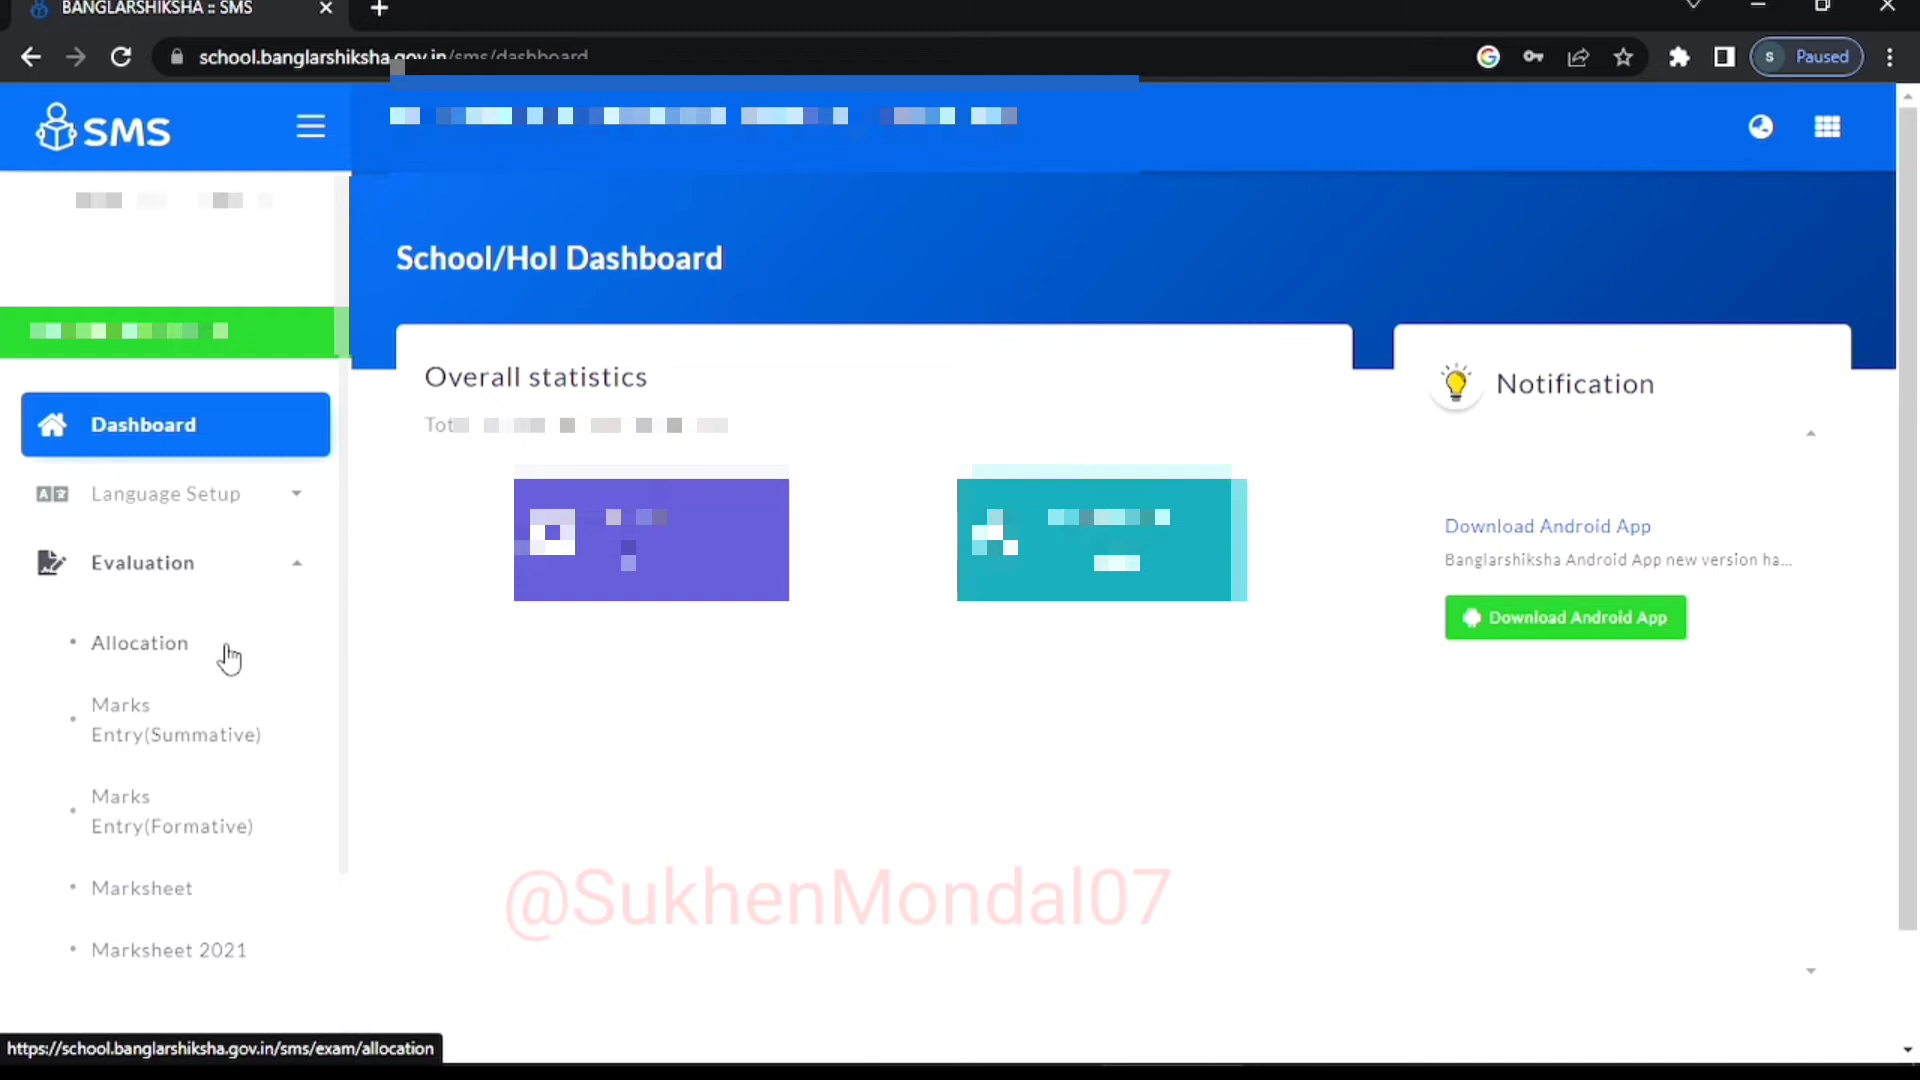 BANGLARSHIKSHA :: SMS
school.banglarshiksha.gov.in/sms/dashboard
S Paused
SMS
School/HoI Dashboard
Overall statistics
Notification
Dashboard
Language Setup
Download Android App
Banglarshiksha Android App new version ha...
Evaluation
Download Android App
Allocation
Marks
Entry(Summative)
Marks
Entry(Formative)
Marksheet
@SukhenMondal07
Marksheet 2021
https://school.banglarshiksha.gov.in/sms/exam/allocation